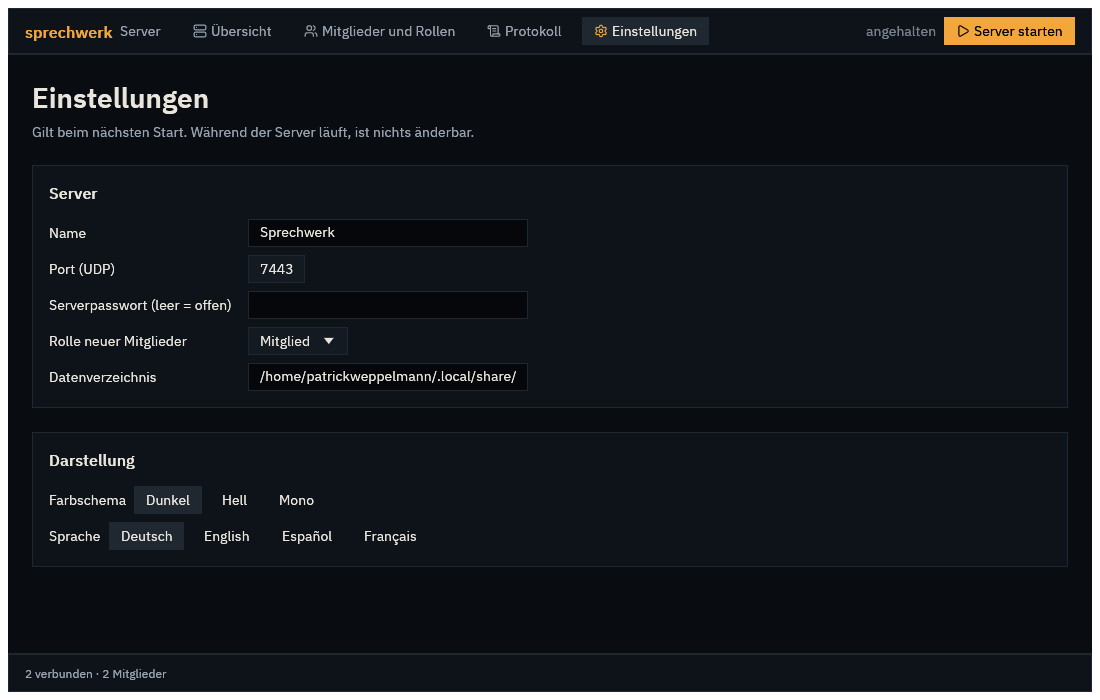 sprechwerk Server Übersicht Mitglieder und Rollen Protokoll Einstellungen angehalten Server starten
Einstellungen
Gilt beim nächsten Start. Während der Server läuft, ist nichts änderbar.
Server
Name Sprechwerk
Port (UDP) 7443
Serverpasswort (leer = offen)
Rolle neuer Mitglieder Mitglied
Datenverzeichnis /home/patrickweppelmann/.local/share/
Darstellung
Farbschema Dunkel Hell Mono
Sprache Deutsch English Español Français
2 verbunden · 2 Mitglieder